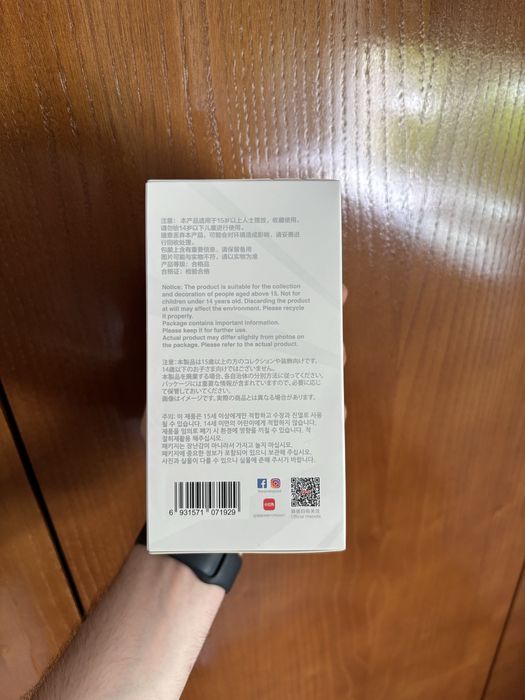 注意： 本产品适用于15岁以上人士摆放、收藏使用。
请勿给14岁以下儿童进行使用。
随意丢弃本产品，可能会对环境造成影响，请妥善进
行回收处理。
包装上含有重要信息，请保留备用
图片可能与实物不符，请以实物为准
产品等级：合格品
合格证：检验合格
Notice: The product is suitable for the collection
and decoration of people aged above 15. Not for
children under 14 years old. Discarding the product
at will may affect the environment. Please recycle
it properly.
Package contains important information.
Please keep it for further use.
Actual product may differ slightly from photos on
the package. Please refer to the actual product.
注意:本製品は15歳以上の方のコレクションや装飾向けです。
14歳以下のお子さま向けではございません。
本製品を廃棄する場合、各自治体の分別方法に従ってください。
パッケージには重要な情報が含まれていますので、必要に応じ
て保管しておいてください。
画像はイメージです。実際の商品とは異なる場合があります。
주의: 이 제품은 15세 이상에게만 적합하고 수장과 진열로 사용
될 수 있습니다. 14세 미만의 어린이에게 적합하지 않습니다.
제품을 임의로 폐기 시 환경에 영향을 끼칠 수 있습니다. 적
절히제품을 해주십시오.
패키지는 장난감이 아니라서 가지고 놀지 마십시오.
패키지에 중요한 정보가 포함되어 있으니 보관해 주십시오.
사진과 실물이 다를 수 있으니 실물에 준해 주시기 바랍니다.
6 931571 071929
小红书
Official Friends